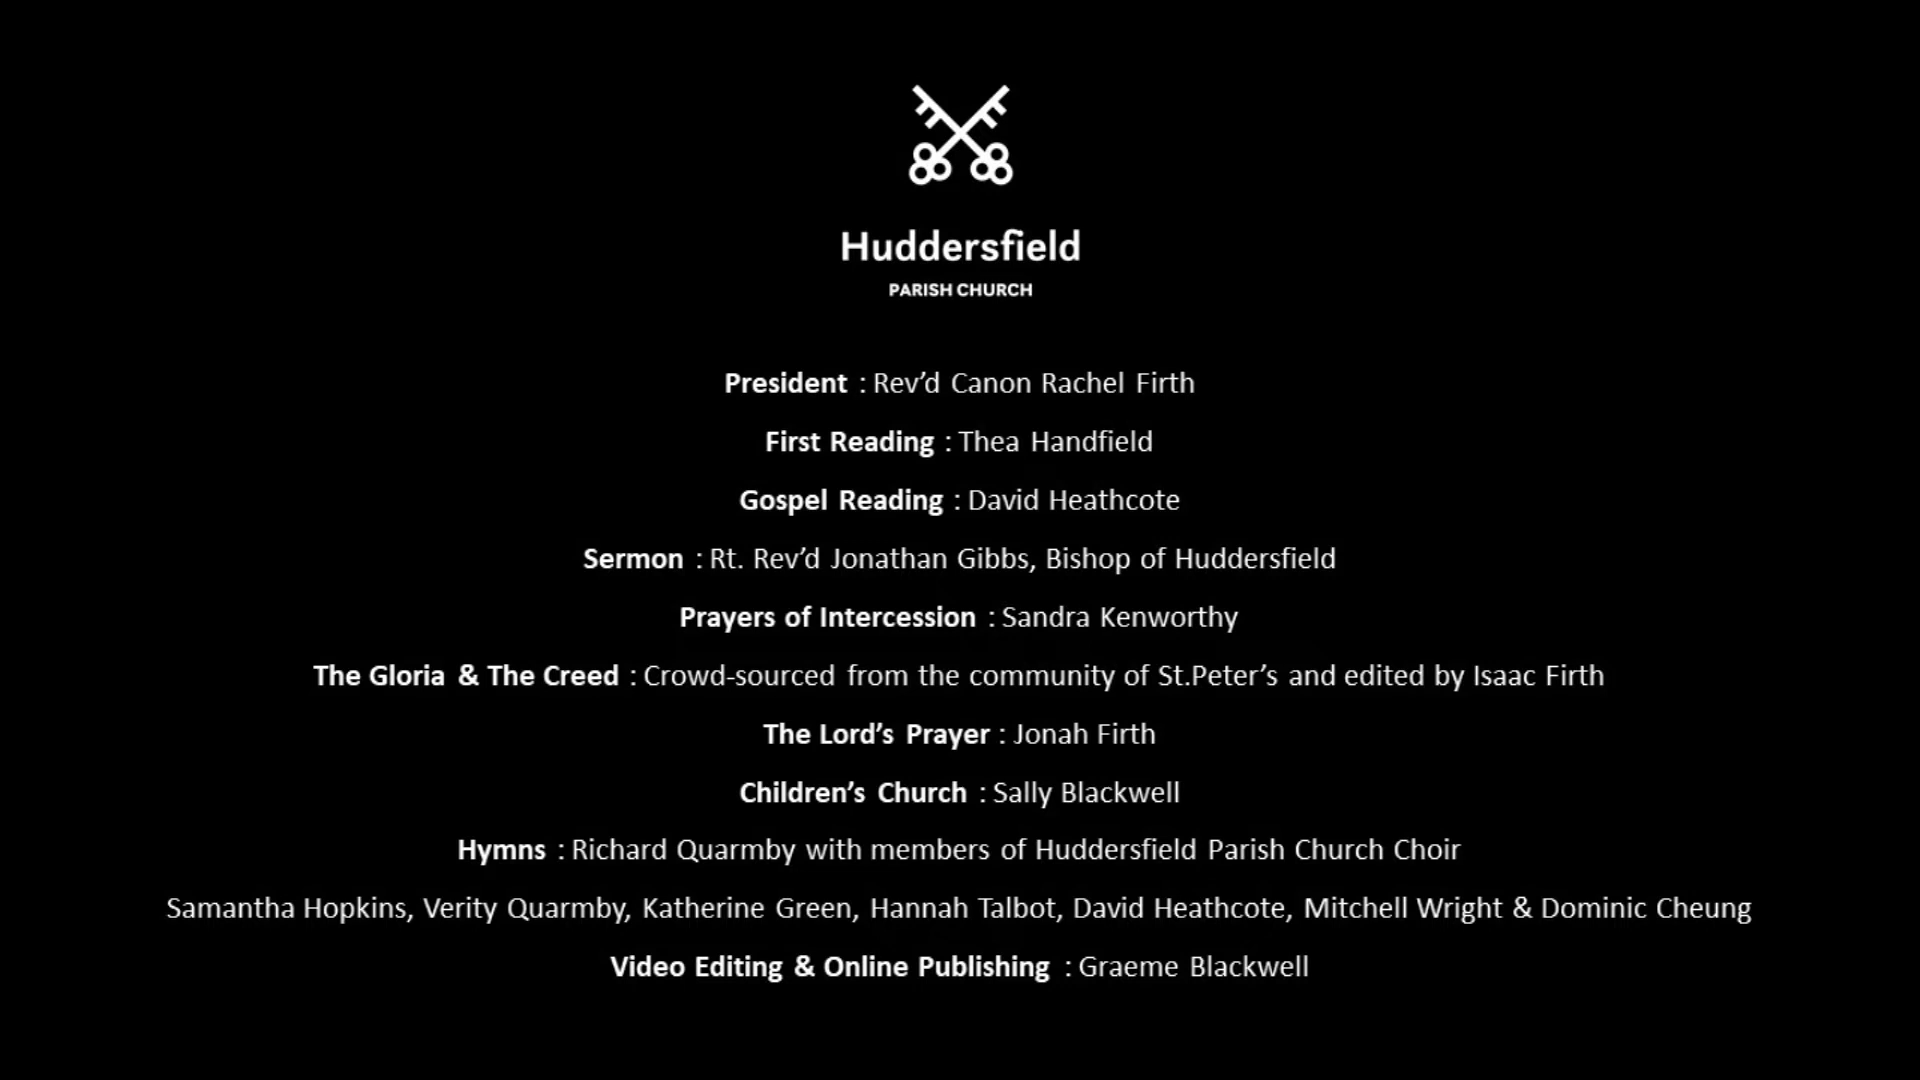 Huddersfield
PARISH CHURCH
President : Rev’d Canon Rachel Firth
First Reading : Thea Handfield
Gospel Reading : David Heathcote
Sermon : Rt. Rev’d Jonathan Gibbs, Bishop of Huddersfield
Prayers of Intercession : Sandra Kenworthy
The Gloria & The Creed : Crowd-sourced from the community of St.Peter’s and edited by Isaac Firth
The Lord’s Prayer : Jonah Firth
Children’s Church : Sally Blackwell
Hymns : Richard Quarmby with members of Huddersfield Parish Church Choir
Samantha Hopkins, Verity Quarmby, Katherine Green, Hannah Talbot, David Heathcote, Mitchell Wright & Dominic Cheung
Video Editing & Online Publishing : Graeme Blackwell